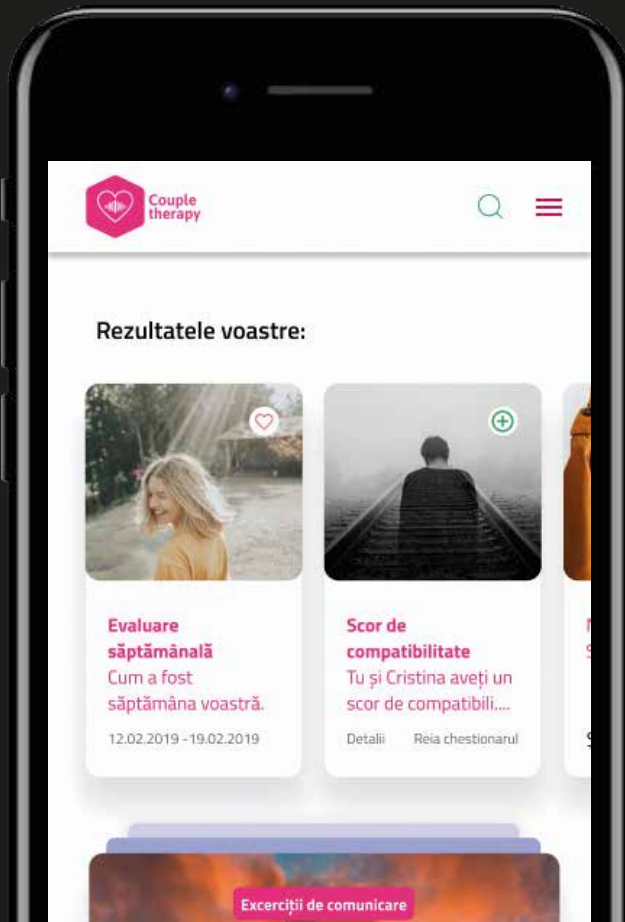 Couple
therapy
Rezultatele voastre:
Evaluare
săptămânală
Cum a fost
săptămâna voastră.
12.02.2019 - 19.02.2019
Scor de
compatibilitate
Tu și Cristina aveți un
scor de compatibili....
Detalii Reia chestionarul
Excerciții de comunicare